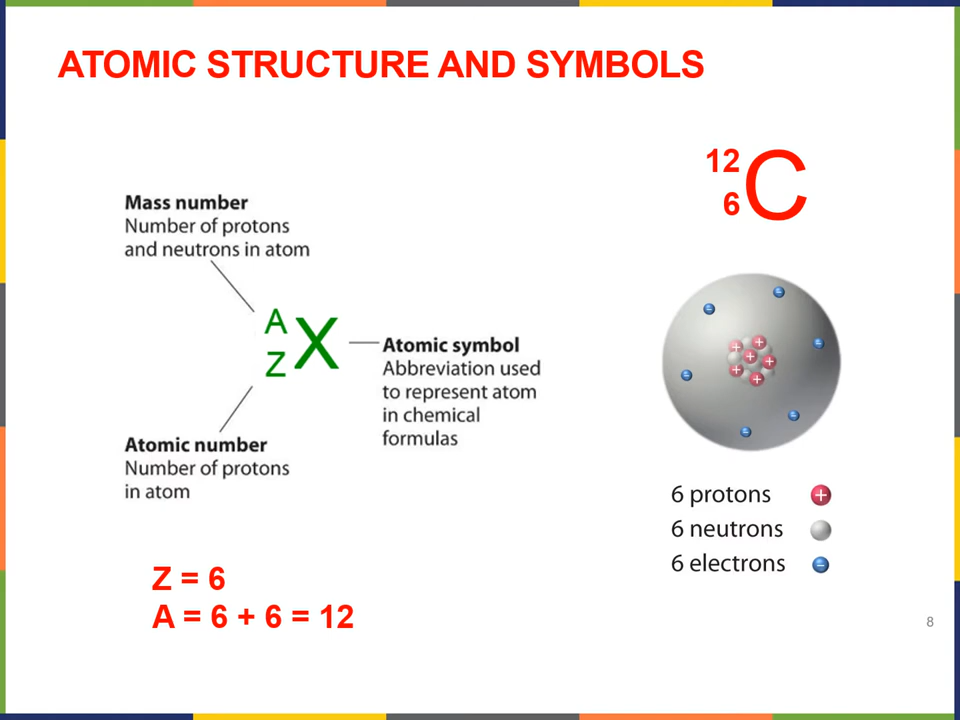 ATOMIC STRUCTURE AND SYMBOLS
12
6
C
Mass number
Number of protons
and neutrons in atom
A
Z
X
Atomic symbol
Abbreviation used
to represent atom
in chemical
formulas
Atomic number
Number of protons
in atom
6 protons +
6 neutrons
6 electrons −
Z = 6
A = 6 + 6 = 12
8